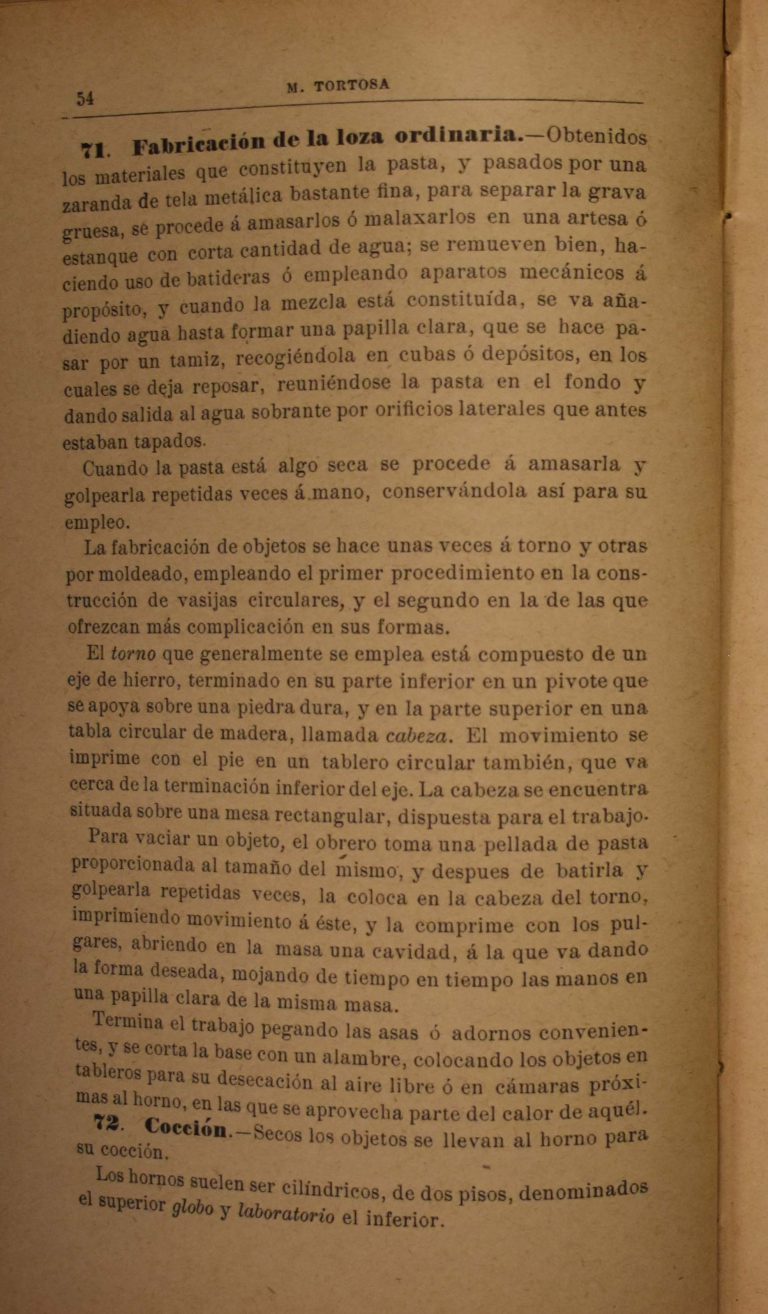 54
M. TORTOSA
71. Fabricación de la loza ordinaria.—Obtenidos
los materiales que constituyen la pasta, y pasados por una
zaranda de tela metálica bastante fina, para separar la grava
gruesa, se procede á amasarlos ó malaxarlos en una artesa ó
estanque con corta cantidad de agua; se remueven bien, ha-
ciendo uso de batideras ó empleando aparatos mecánicos á
propósito, y cuando la mezcla está constituída, se va aña-
diendo agua hasta formar una papilla clara, que se hace pa-
sar por un tamiz, recogiéndola en cubas ó depósitos, en los
cuales se deja reposar, reuniéndose la pasta en el fondo y
dando salida al agua sobrante por orificios laterales que antes
estaban tapados.
Cuando la pasta está algo seca se procede á amasarla y
golpearla repetidas veces á mano, conservándola así para su
empleo.
La fabricación de objetos se hace unas veces á torno y otras
por moldeado, empleando el primer procedimiento en la cons-
trucción de vasijas circulares, y el segundo en la de las que
ofrezcan más complicación en sus formas.
El torno que generalmente se emplea está compuesto de un
eje de hierro, terminado en su parte inferior en un pivote que
se apoya sobre una piedra dura, y en la parte superior en una
tabla circular de madera, llamada cabeza. El movimiento se
imprime con el pie en un tablero circular también, que va
cerca de la terminación inferior del eje. La cabeza se encuentra
situada sobre una mesa rectangular, dispuesta para el trabajo.
Para vaciar un objeto, el obrero toma una pellada de pasta
proporcionada al tamaño del mismo, y despues de batirla y
golpearla repetidas veces, la coloca en la cabeza del torno,
imprimiendo movimiento á éste, y la comprime con los pul-
gares, abriendo en la masa una cavidad, á la que va dando
la forma deseada, mojando de tiempo en tiempo las manos en
una papilla clara de la misma masa.
Termina el trabajo pegando las asas ó adornos convenien-
tes, y se corta la base con un alambre, colocando los objetos en
tableros para su desecación al aire libre ó en cámaras próxi-
mas al horno, en las que se aprovecha parte del calor de aquél.
72. Cocción.—Secos los objetos se llevan al horno para
su cocción.
Los hornos suelen ser cilíndricos, de dos pisos, denominados
el superior globo y laboratorio el inferior.